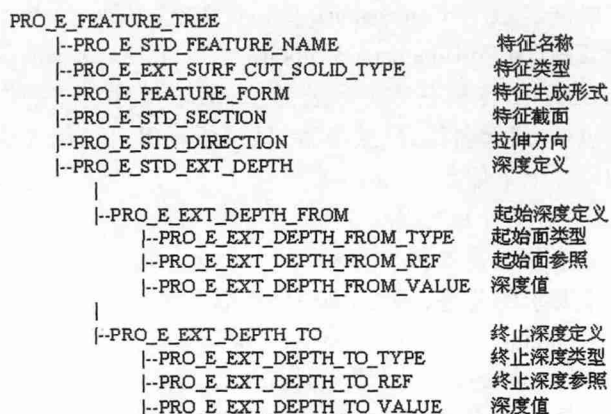 PRO_E_FEATURE_TREE
|--PRO_E_STD_FEATURE_NAME 特征名称
|--PRO_E_EXT_SURF_CUT_SOLID_TYPE 特征类型
|--PRO_E_FEATURE_FORM 特征生成形式
|--PRO_E_STD_SECTION 特征截面
|--PRO_E_STD_DIRECTION 拉伸方向
|--PRO_E_STD_EXT_DEPTH 深度定义
|
|--PRO_E_EXT_DEPTH_FROM 起始深度定义
|--PRO_E_EXT_DEPTH_FROM_TYPE 起始面类型
|--PRO_E_EXT_DEPTH_FROM_REF 起始面参照
|--PRO_E_EXT_DEPTH_FROM_VALUE 深度值
|
|--PRO_E_EXT_DEPTH_TO 终止深度定义
|--PRO_E_EXT_DEPTH_TO_TYPE 终止深度类型
|--PRO_E_EXT_DEPTH_TO_REF 终止深度参照
|--PRO_E_EXT_DEPTH_TO_VALUE 深度值